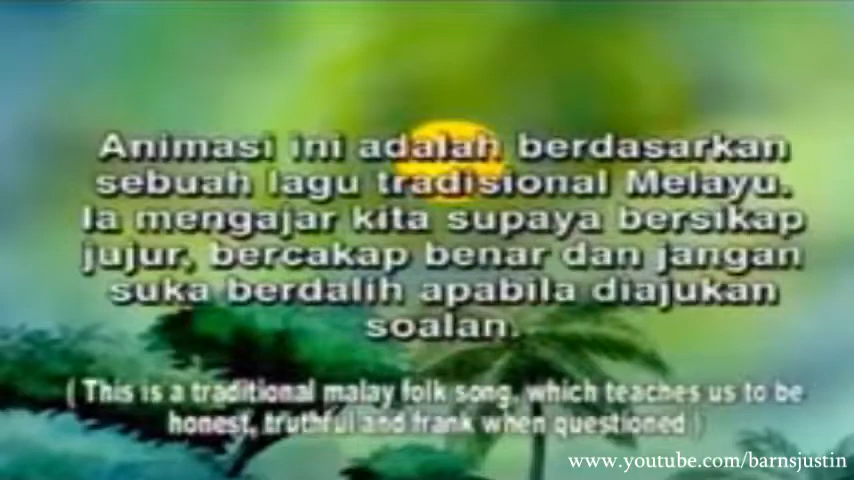 Animasi ini adalah berdasarkan
sebuah lagu tradisional Melayu.
Ia mengajar kita supaya bersikap
jujur, bercakap benar dan jangan
suka berdalih apabila diajukan
soalan.
( This is a traditional malay folk song, which teaches us to be
honest, truthful and frank when questioned )
www.youtube.com/barnsjustin